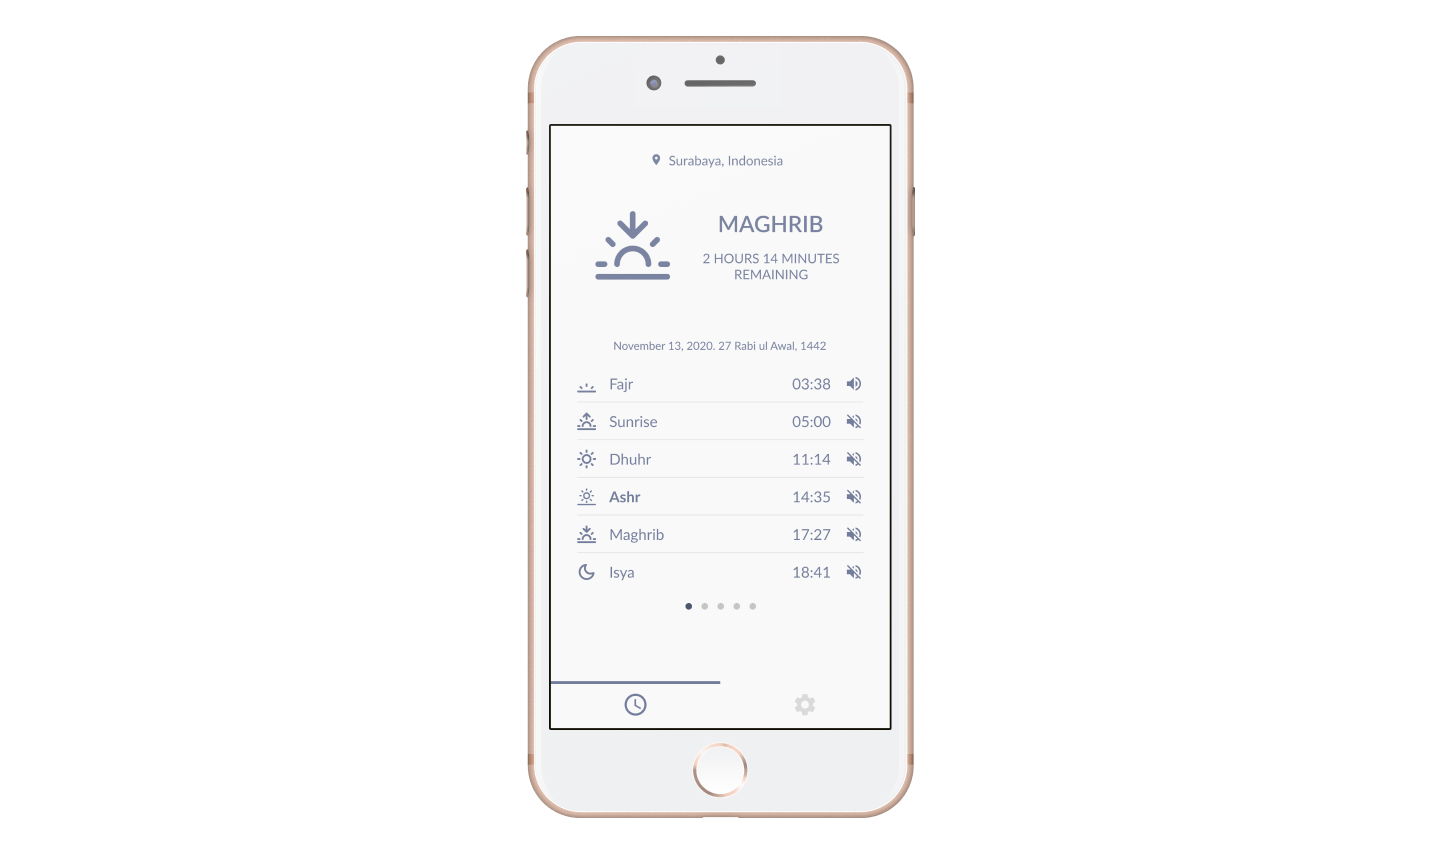 Surabaya, Indonesia
MAGHRIB
2 HOURS 14 MINUTES
REMAINING
November 13, 2020. 27 Rabi ul Awal, 1442
Fajr 03:38
Sunrise 05:00
Dhuhr 11:14
Ashr 14:35
Maghrib 17:27
Isya 18:41